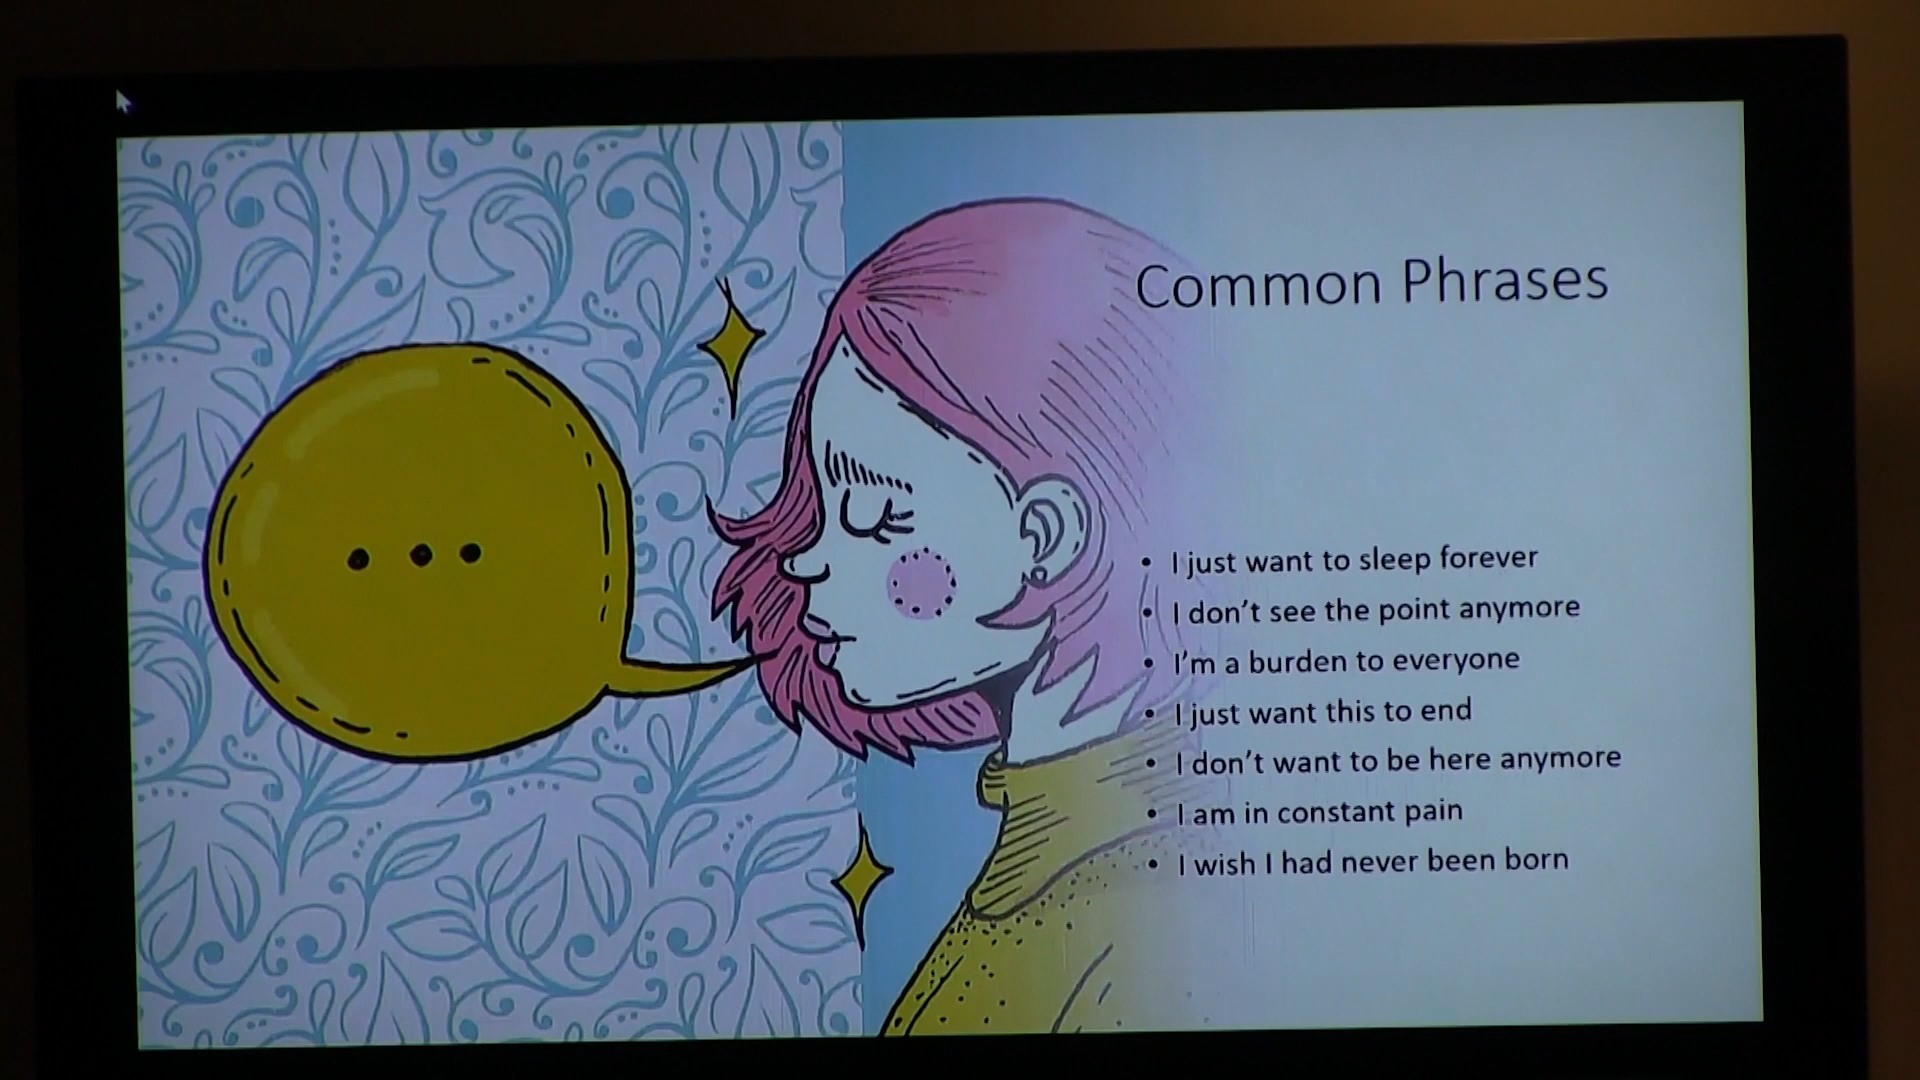 Common Phrases
• I just want to sleep forever
• I don't see the point anymore
• I'm a burden to everyone
• I just want this to end
• I don't want to be here anymore
• I am in constant pain
• I wish I had never been born